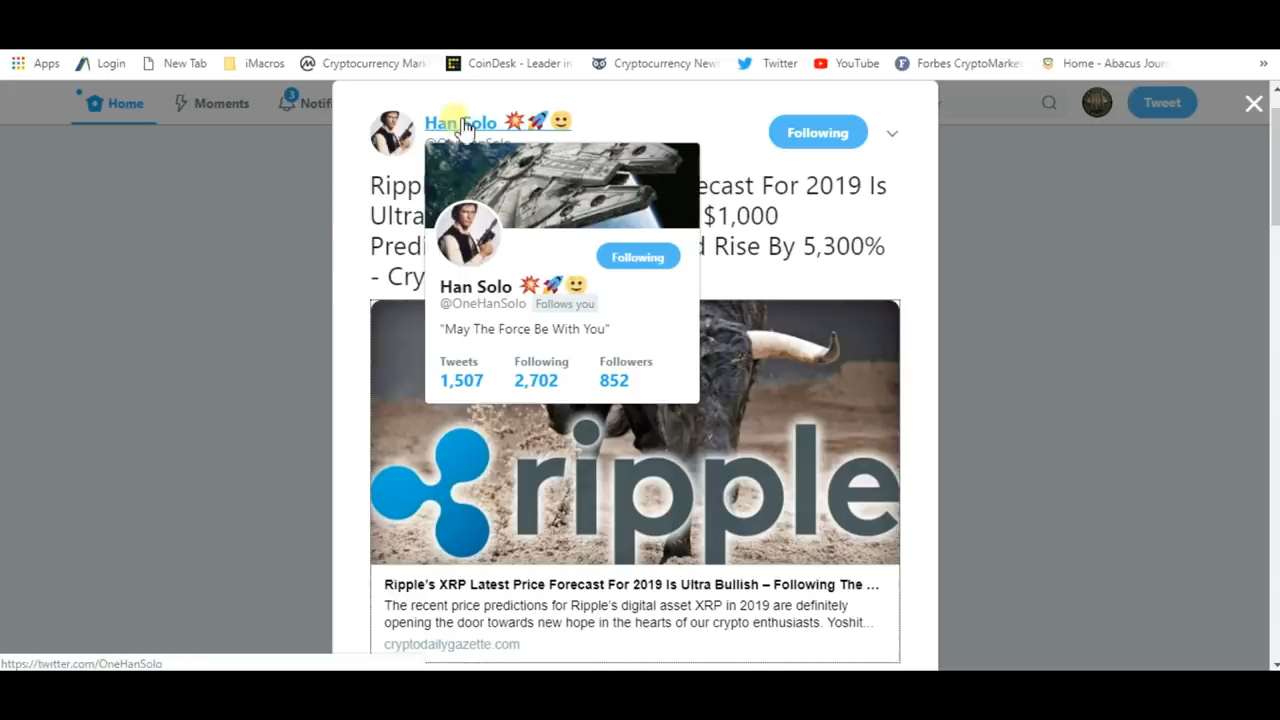 Apps Login New Tab iMacros Cryptocurrency Mark CoinDesk - Leader in Cryptocurrency News Twitter YouTube Forbes CryptoMarke Home - Abacus Jour »
Home Moments 3 Notifi Tweet
Han Solo 💥🚀🙂
Following
Ripp ecast For 2019 Is
Ultra $1,000
Predi d Rise By 5,300%
- Cry
Following
Han Solo 💥🚀🙂
@OneHanSolo Follows you
"May The Force Be With You"
Tweets Following Followers
1,507 2,702 852
ripple
Ripple's XRP Latest Price Forecast For 2019 Is Ultra Bullish – Following The ...
The recent price predictions for Ripple's digital asset XRP in 2019 are definitely
opening the door towards new hope in the hearts of our crypto enthusiasts. Yoshit...
cryptodailygazette.com
https://twitter.com/OneHanSolo